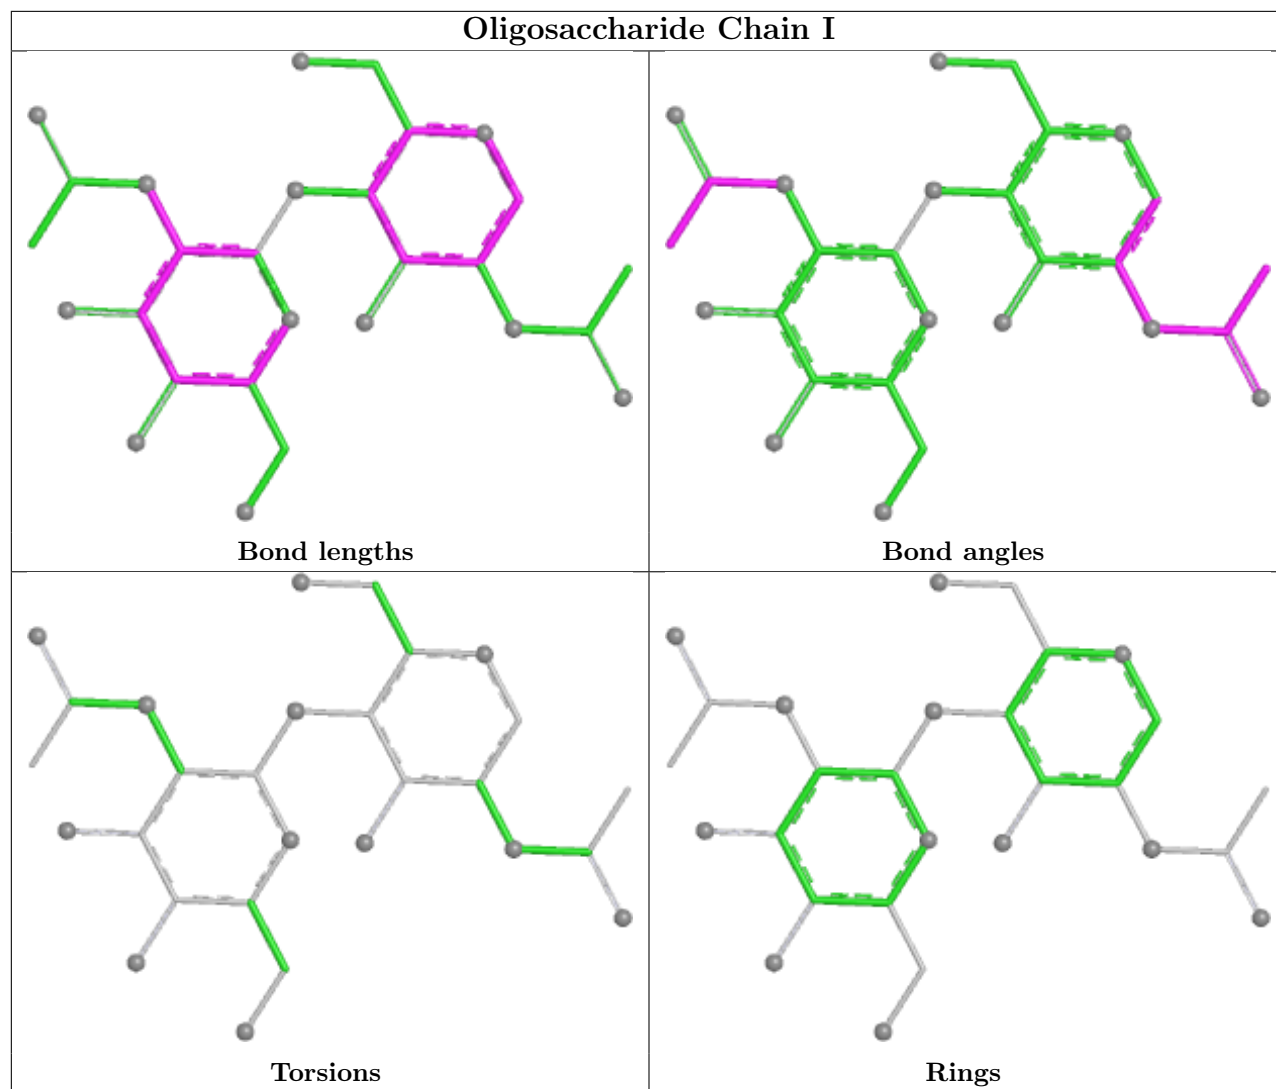 Oligosaccharide Chain I
Bond lengths
Bond angles
Torsions
Rings